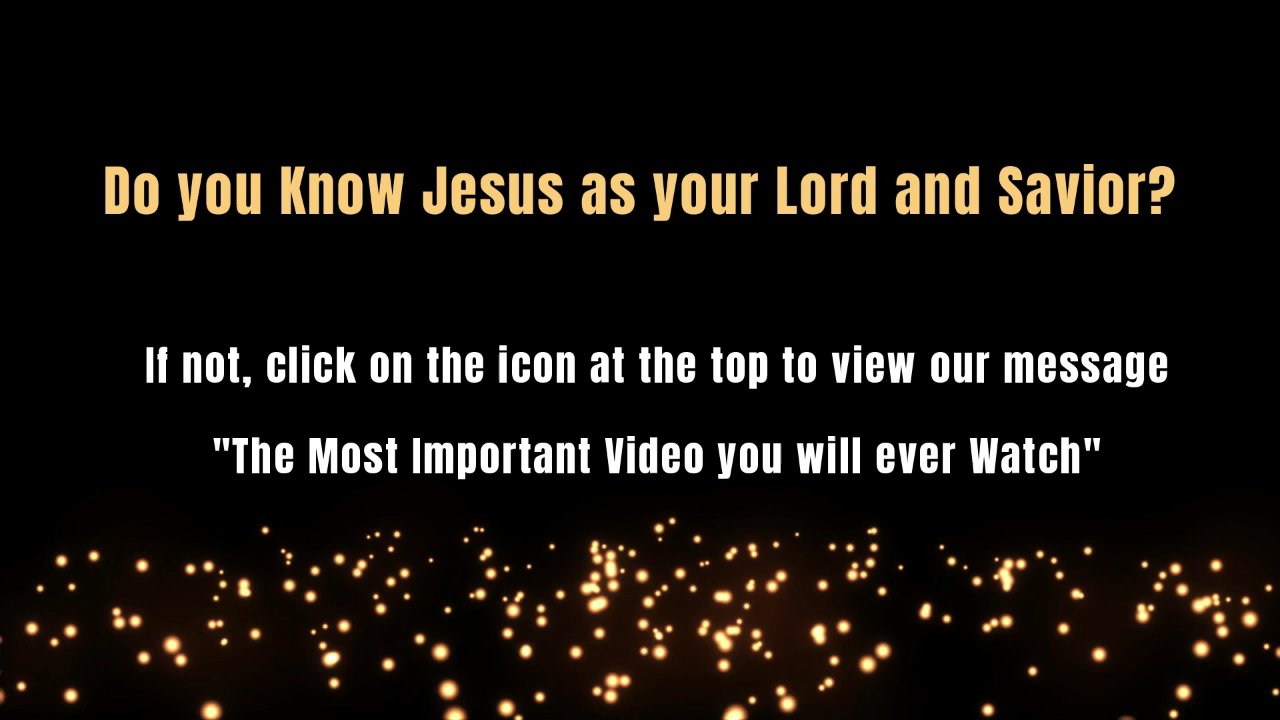 Do you Know Jesus as your Lord and Savior?
If not, click on the icon at the top to view our message
"The Most Important Video you will ever Watch"